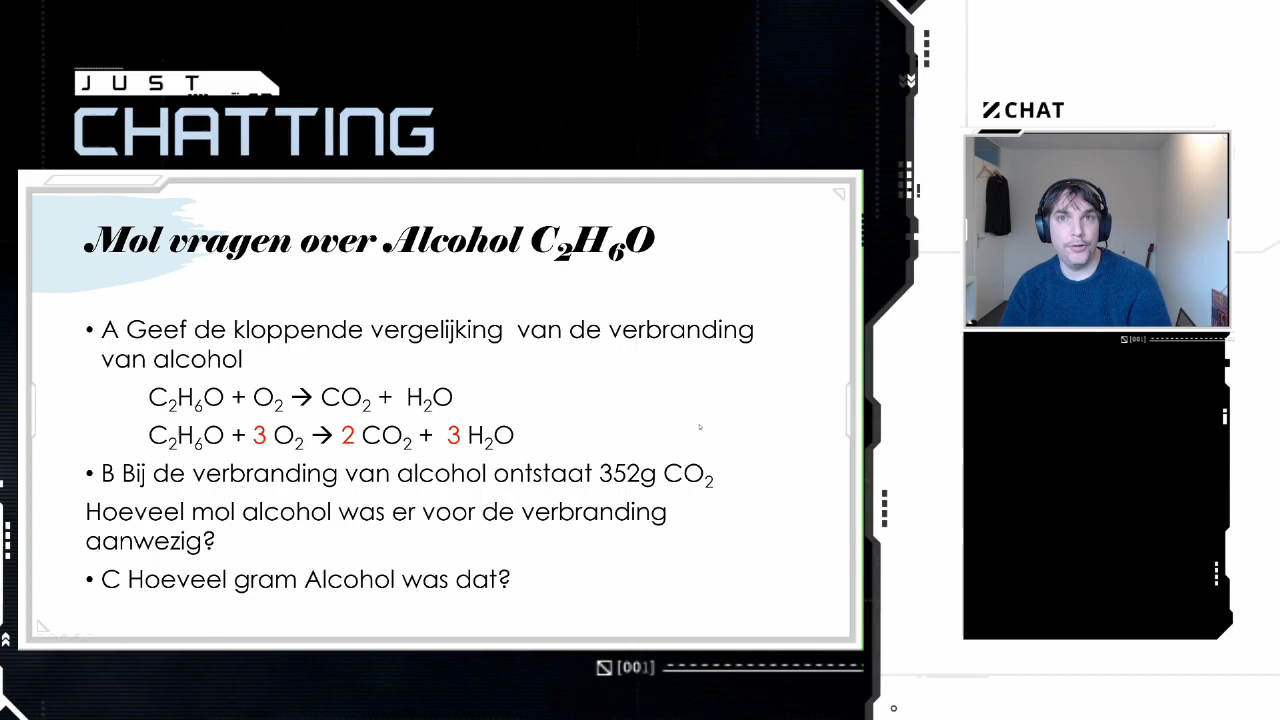 JUST
CHATTING
CHAT
Mol vragen over Alcohol C₂H₆O
• A Geef de kloppende vergelijking van de verbranding
van alcohol
C₂H₆O + O₂ → CO₂ + H₂O
C₂H₆O + 3 O₂ → 2 CO₂ + 3 H₂O
• B Bij de verbranding van alcohol ontstaat 352g CO₂
Hoeveel mol alcohol was er voor de verbranding
aanwezig?
• C Hoeveel gram Alcohol was dat?
[001]
[001]